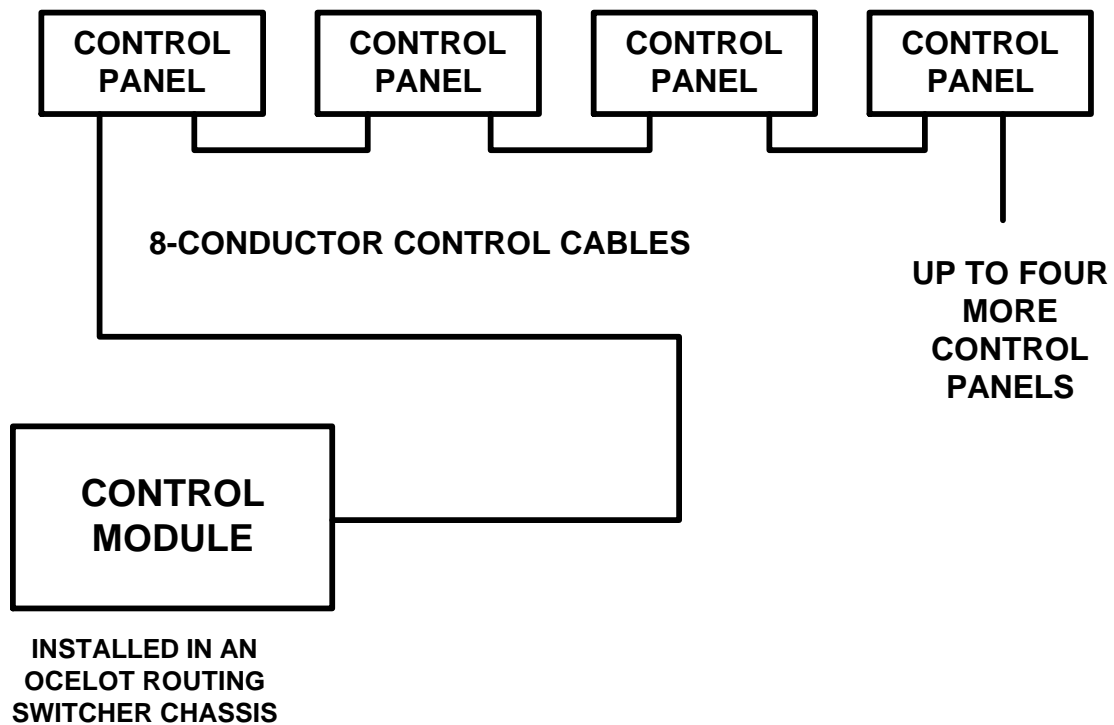 CONTROL
PANEL
CONTROL
PANEL
CONTROL
PANEL
CONTROL
PANEL
8-CONDUCTOR CONTROL CABLES
UP TO FOUR
MORE
CONTROL
PANELS
CONTROL
MODULE
INSTALLED IN AN
OCELOT ROUTING
SWITCHER CHASSIS